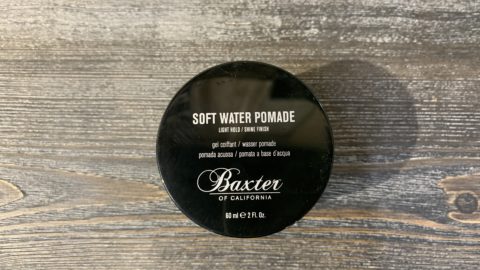 SOFT WATER POMADE
LIGHT HOLD / SHINE FINISH
gel coiffant / wasser pomade
pomada acuosa / pomata a base d'acqua
Baxter
OF CALIFORNIA
60 ml ℮ 2 Fl. Oz.